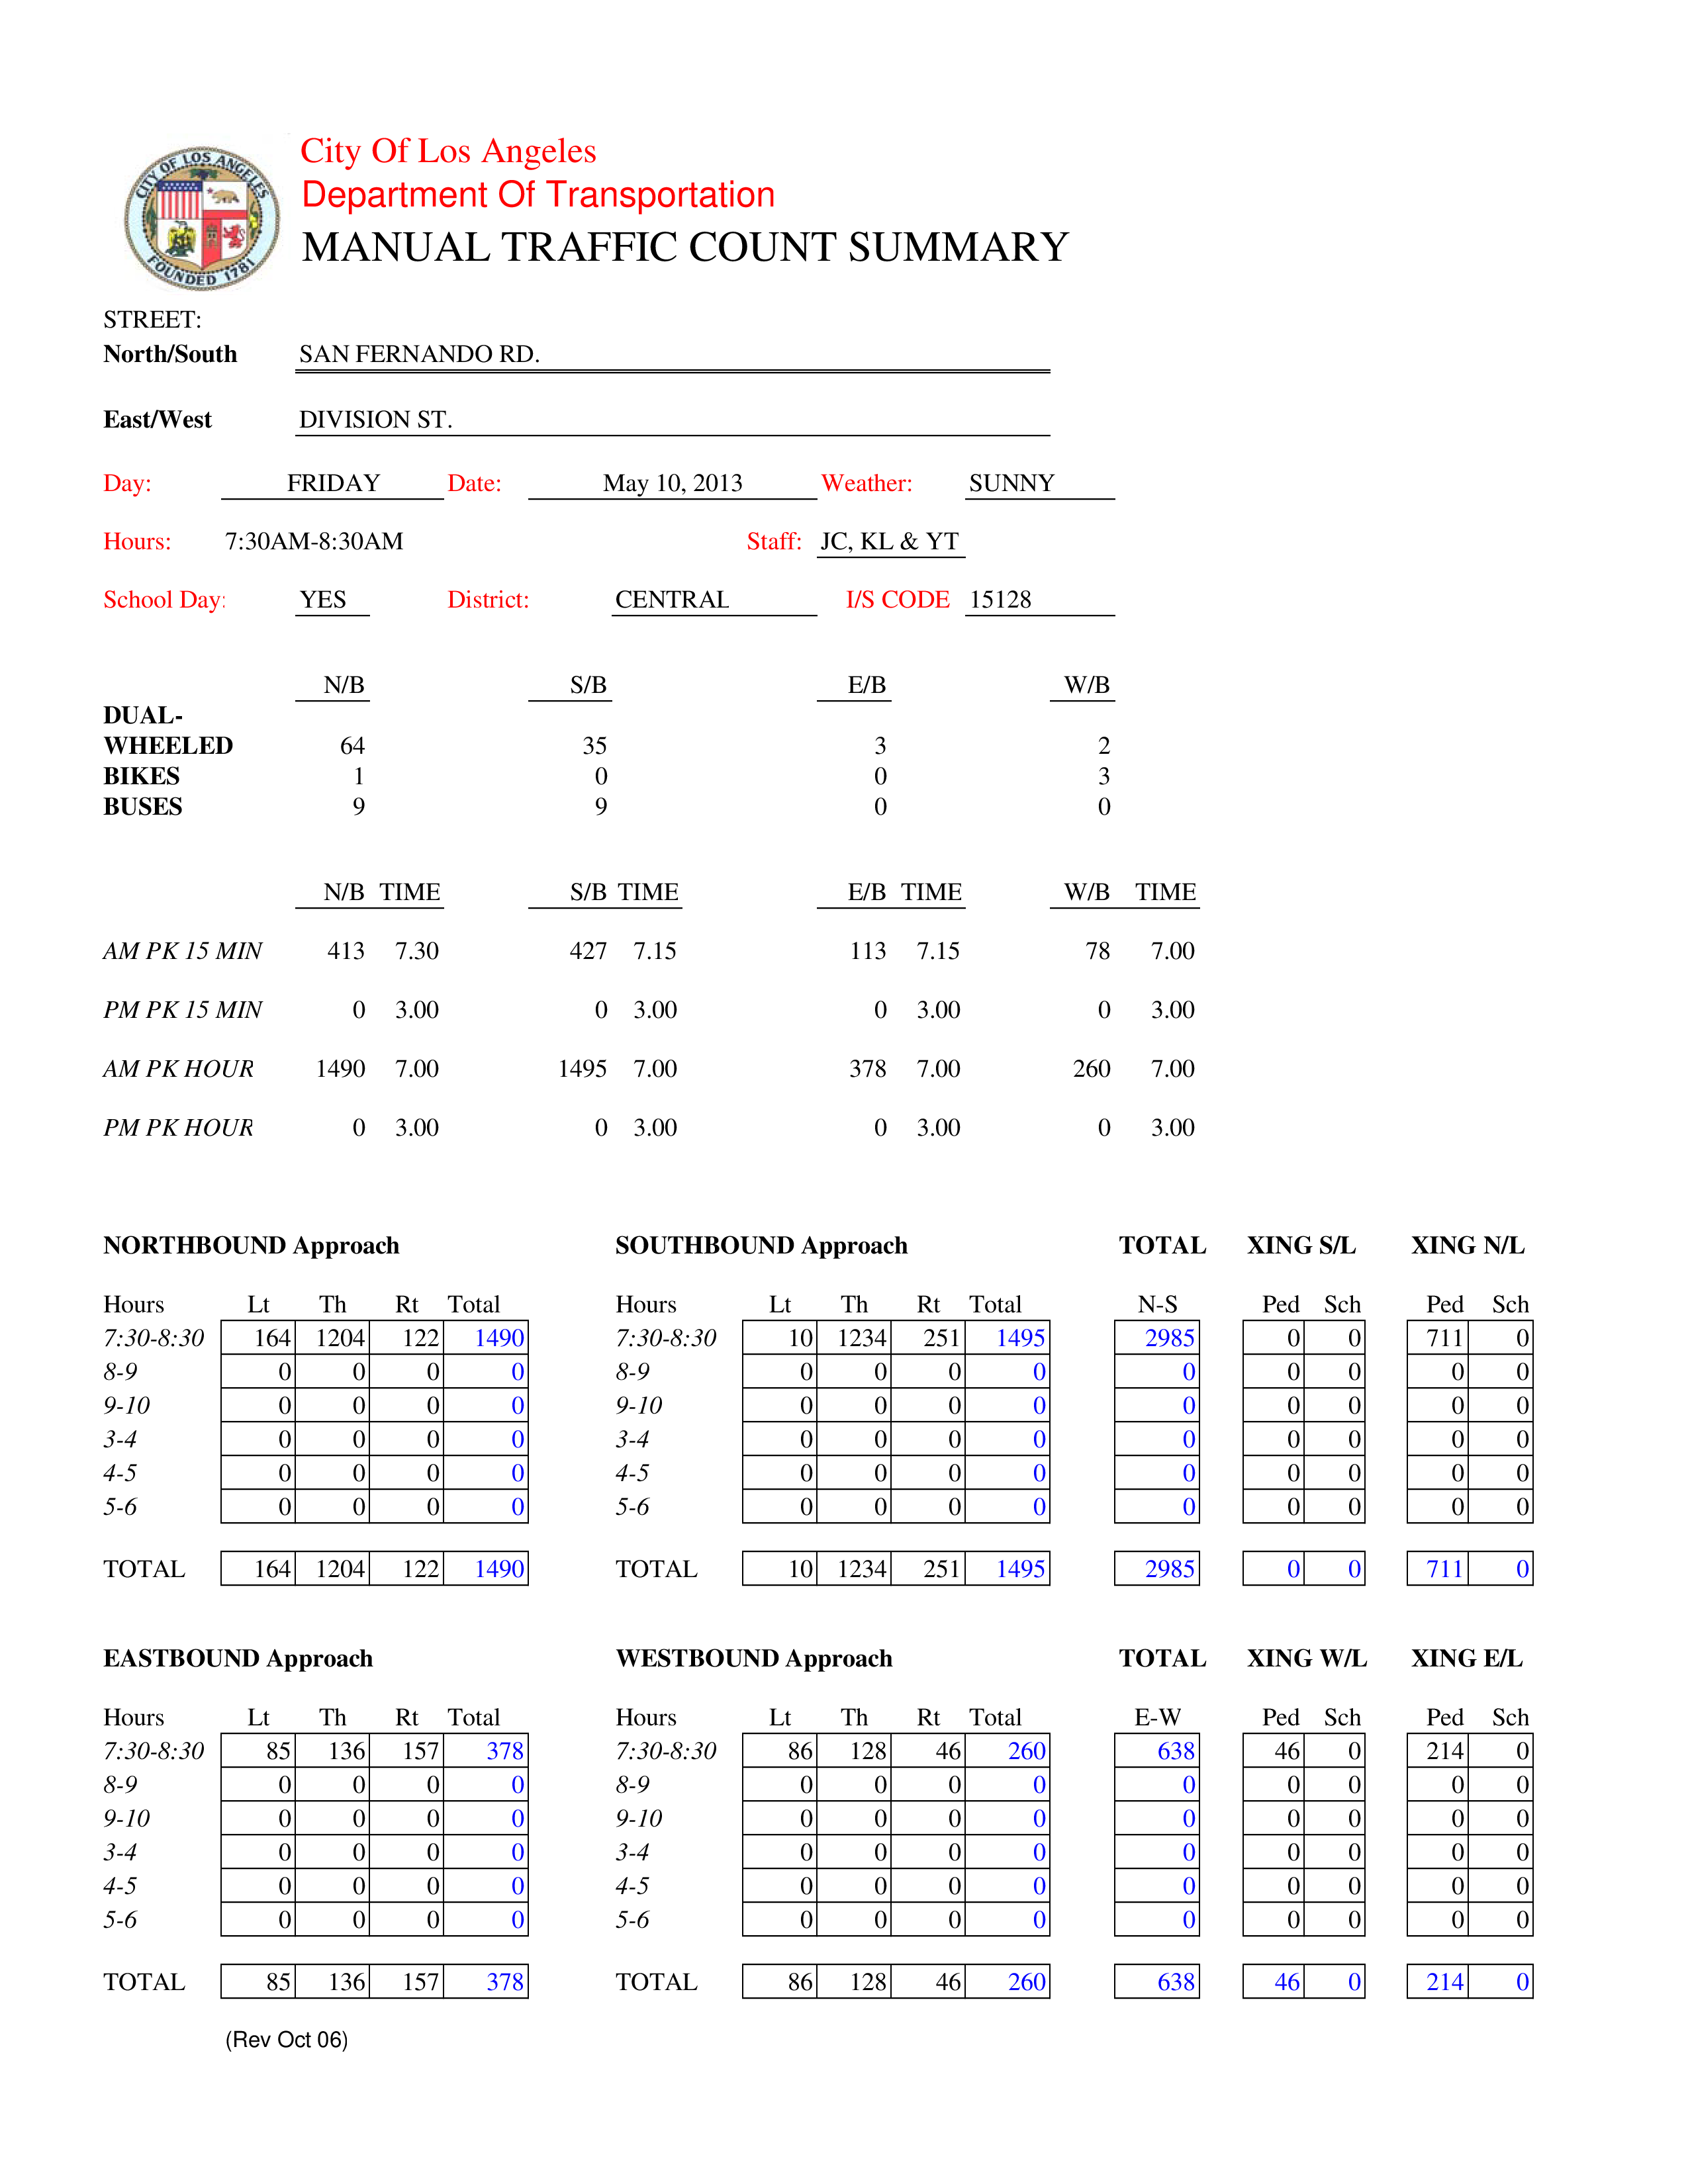 CITY OF LOS ANGELES
FOUNDED 1781
City Of Los Angeles
Department Of Transportation
MANUAL TRAFFIC COUNT SUMMARY
STREET:
North/South SAN FERNANDO RD.
East/West DIVISION ST.
Day: FRIDAY Date: May 10, 2013 Weather: SUNNY
Hours: 7:30AM-8:30AM Staff: JC, KL & YT
School Day: YES District: CENTRAL I/S CODE 15128
N/B S/B E/B W/B
DUAL-
WHEELED 64 35 3 2
BIKES 1 0 0 3
BUSES 9 9 0 0
N/B TIME S/B TIME E/B TIME W/B TIME
AM PK 15 MIN 413 7.30 427 7.15 113 7.15 78 7.00
PM PK 15 MIN 0 3.00 0 3.00 0 3.00 0 3.00
AM PK HOUR 1490 7.00 1495 7.00 378 7.00 260 7.00
PM PK HOUR 0 3.00 0 3.00 0 3.00 0 3.00
NORTHBOUND Approach SOUTHBOUND Approach TOTAL XING S/L XING N/L
Hours Lt Th Rt Total Hours Lt Th Rt Total N-S Ped Sch Ped Sch
7:30-8:30 164 1204 122 1490 7:30-8:30 10 1234 251 1495 2985 0 0 711 0
8-9 0 0 0 0 8-9 0 0 0 0 0 0 0 0 0
9-10 0 0 0 0 9-10 0 0 0 0 0 0 0 0 0
3-4 0 0 0 0 3-4 0 0 0 0 0 0 0 0 0
4-5 0 0 0 0 4-5 0 0 0 0 0 0 0 0 0
5-6 0 0 0 0 5-6 0 0 0 0 0 0 0 0 0
TOTAL 164 1204 122 1490 TOTAL 10 1234 251 1495 2985 0 0 711 0
EASTBOUND Approach WESTBOUND Approach TOTAL XING W/L XING E/L
Hours Lt Th Rt Total Hours Lt Th Rt Total E-W Ped Sch Ped Sch
7:30-8:30 85 136 157 378 7:30-8:30 86 128 46 260 638 46 0 214 0
8-9 0 0 0 0 8-9 0 0 0 0 0 0 0 0 0
9-10 0 0 0 0 9-10 0 0 0 0 0 0 0 0 0
3-4 0 0 0 0 3-4 0 0 0 0 0 0 0 0 0
4-5 0 0 0 0 4-5 0 0 0 0 0 0 0 0 0
5-6 0 0 0 0 5-6 0 0 0 0 0 0 0 0 0
TOTAL 85 136 157 378 TOTAL 86 128 46 260 638 46 0 214 0
(Rev Oct 06)